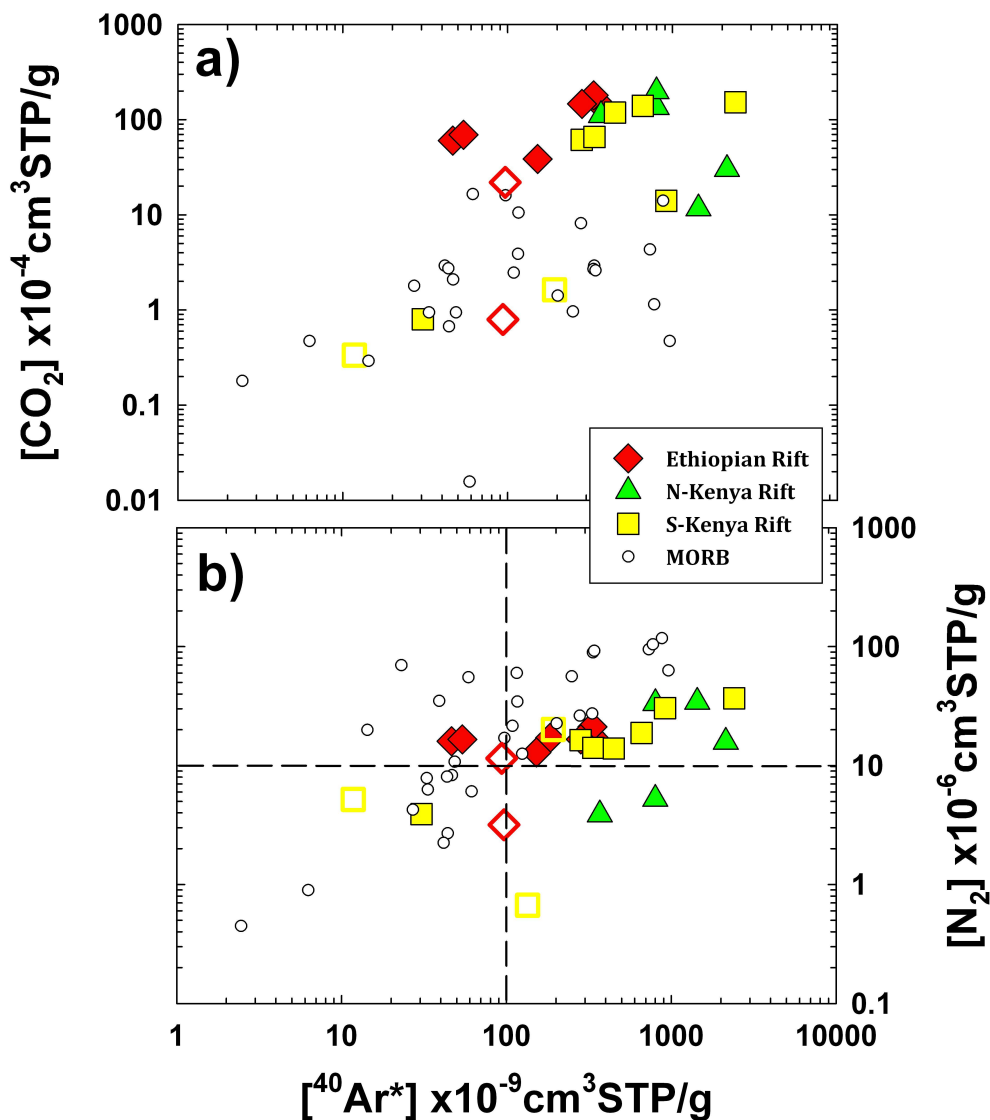 1000
a)
100
10
1
0.1
0.01
[CO2] x10-4cm3STP/g
Ethiopian Rift
N-Kenya Rift
S-Kenya Rift
MORB
b)
1000
100
10
1
0.1
[N2] x10-6cm3STP/g
1 10 100 1000 10000
[40Ar*] x10-9cm3STP/g